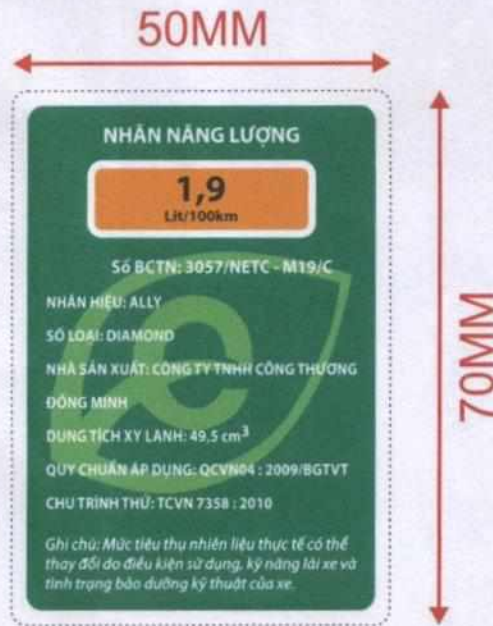 50MM
NHÃN NĂNG LƯỢNG
1,9
Lít/100km
Số BCTN: 3057/NETC - M19/C
NHÃN HIỆU: ALLY
SỐ LOẠI: DIAMOND
NHÀ SẢN XUẤT: CÔNG TY TNHH CÔNG THƯƠNG
ĐÔNG MINH
DUNG TÍCH XY LANH: 49,5 cm³
QUY CHUẨN ÁP DỤNG: QCVN04 : 2009/BGTVT
CHU TRÌNH THỬ: TCVN 7358 : 2010
Ghi chú: Mức tiêu thụ nhiên liệu thực tế có thể
thay đổi do điều kiện sử dụng, kỹ năng lái xe và
tình trạng bảo dưỡng kỹ thuật của xe.
70MM